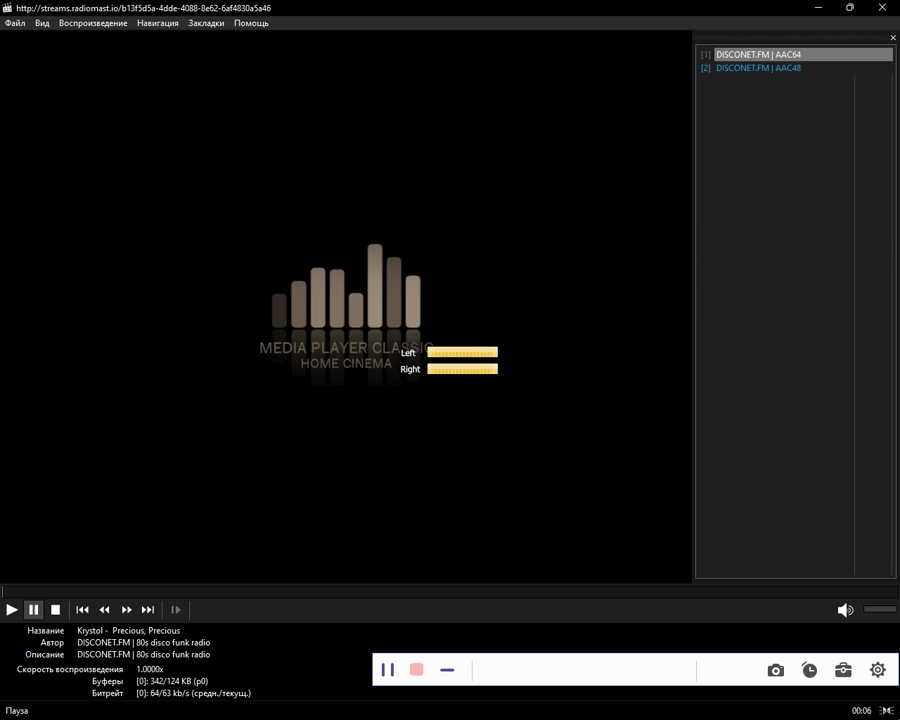 http://streams.radiomast.io/b13f5d5a-4dde-4088-8e62-6af4830a5a46
Файл Вид Воспроизведение Навигация Закладки Помощь
[1] DISCONET.FM | AAC64
[2] DISCONET.FM | AAC48
MEDIA PLAYER CLASSIC
HOME CINEMA
Left
Right
Название Krystol - Precious, Precious
Автор DISCONET.FM | 80s disco funk radio
Описание DISCONET.FM | 80s disco funk radio
Скорость воспроизведения 1.0000x
Буферы [0]: 342/124 KB (p0)
Битрейт [0]: 64/63 kb/s (средн./текущ.)
Пауза 00:06